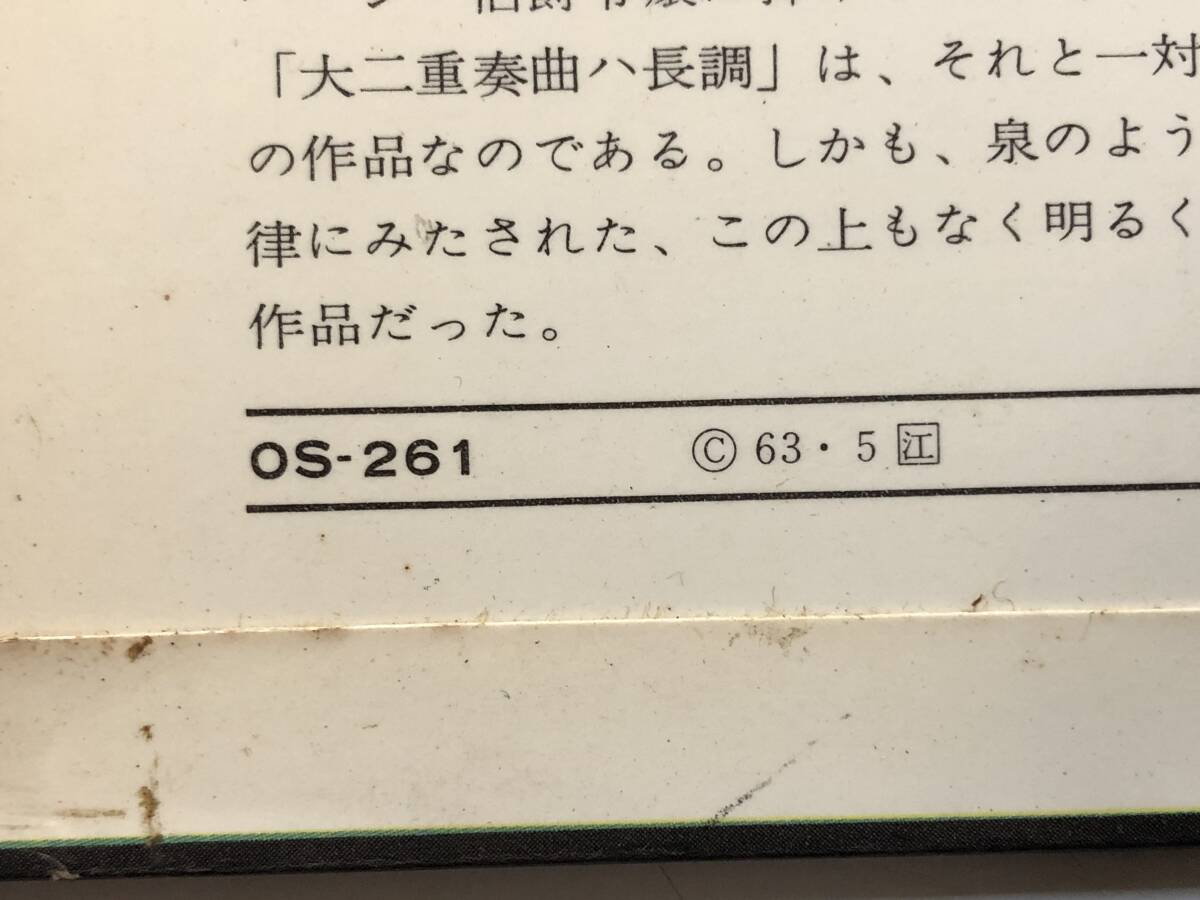 「大二重奏曲ハ長調」は、それと一対
の作品なのである。しかも、泉のよう
律にみたされた、この上もなく明るく
作品だった。
OS-261 Ⓒ 63・5 江